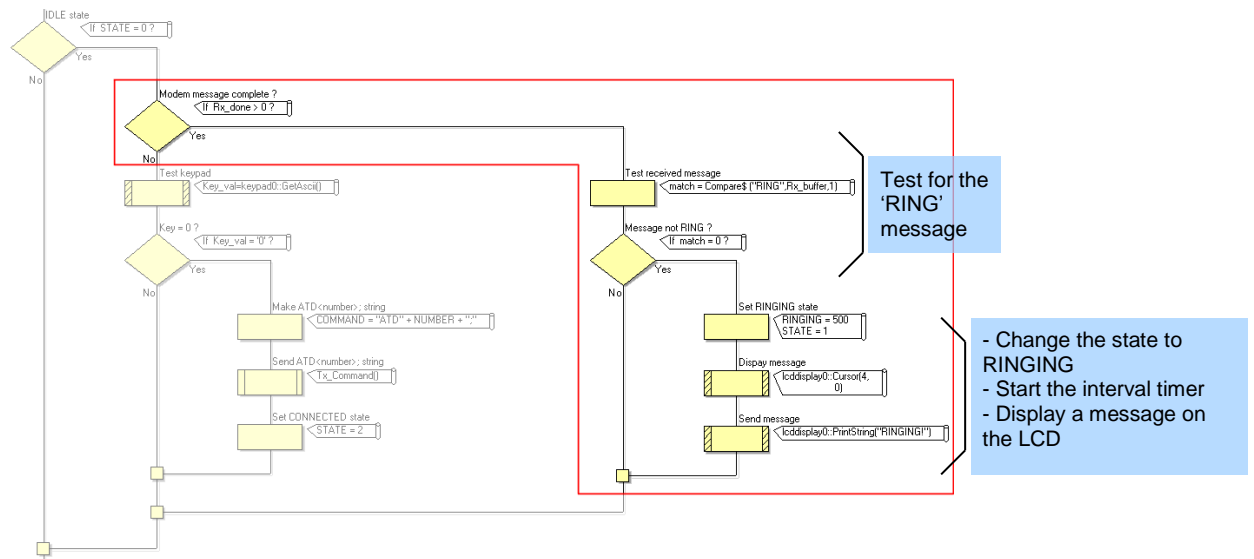 IDLE state
If STATE = 0 ?
Yes
No
Modem message complete ?
If Rx_done > 0 ?
Yes
No
Test keypad
Key_val=keypad0::GetAscii()
Key = 0 ?
If Key_val = '0' ?
Yes
No
Make ATD<number>; string
COMMAND = "ATD" + NUMBER + ";"
Send ATD<number>; string
Tx_Command()
Set CONNECTED state
STATE = 2
Test received message
match = Compare$ ("RING",Rx_buffer,1)
Message not RING ?
If match = 0 ?
Yes
No
Set RINGING state
RINGING = 500
STATE = 1
Dispay message
lcddisplay0::Cursor(4,
0)
Send message
lcddisplay0::PrintString("RINGING!")
Test for the
‘RING’
message
- Change the state to
RINGING
- Start the interval timer
- Display a message on
the LCD